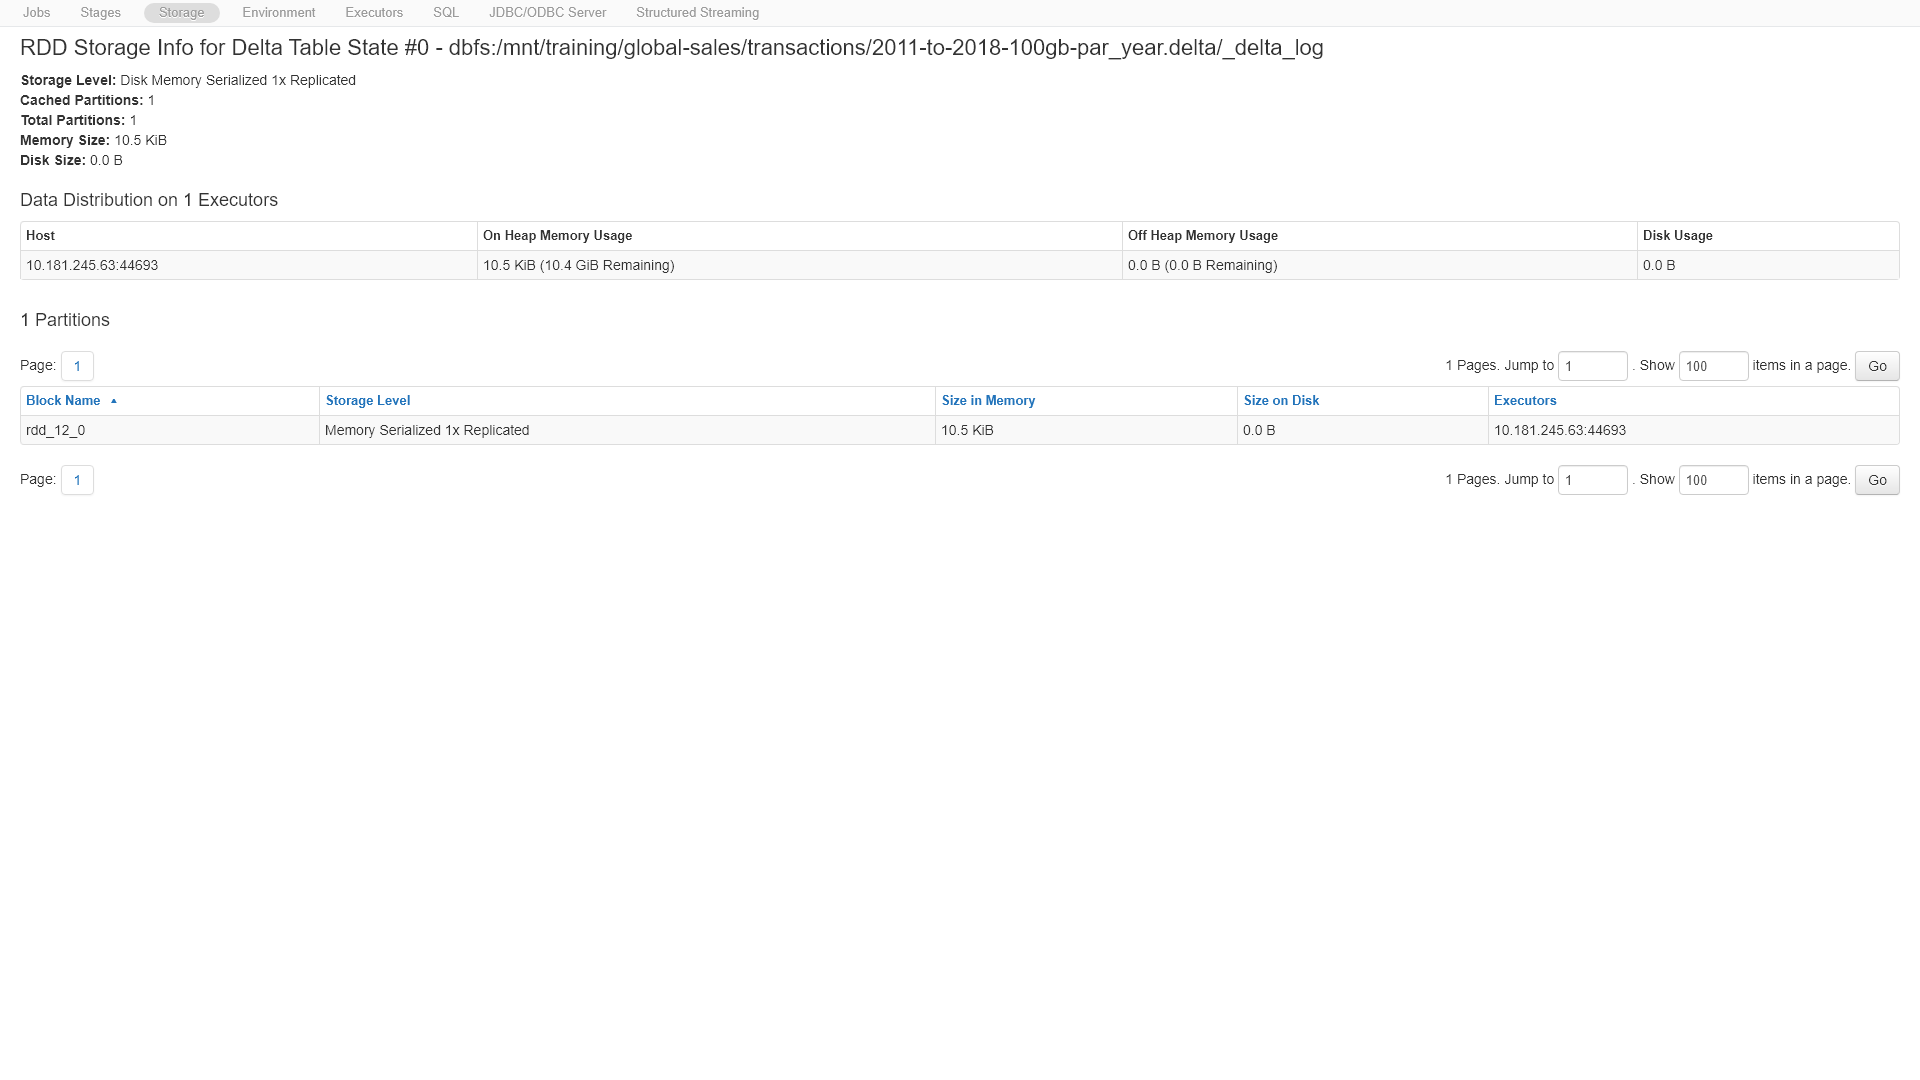 Jobs Stages Storage Environment Executors SQL JDBC/ODBC Server Structured Streaming
RDD Storage Info for Delta Table State #0 - dbfs:/mnt/training/global-sales/transactions/2011-to-2018-100gb-par_year.delta/_delta_log
Storage Level: Disk Memory Serialized 1x Replicated
Cached Partitions: 1
Total Partitions: 1
Memory Size: 10.5 KiB
Disk Size: 0.0 B
Data Distribution on 1 Executors
Host On Heap Memory Usage Off Heap Memory Usage Disk Usage
10.181.245.63:44693 10.5 KiB (10.4 GiB Remaining) 0.0 B (0.0 B Remaining) 0.0 B
1 Partitions
Page: 1 1 Pages. Jump to 1 . Show 100 items in a page. Go
Block Name ▲ Storage Level Size in Memory Size on Disk Executors
rdd_12_0 Memory Serialized 1x Replicated 10.5 KiB 0.0 B 10.181.245.63:44693
Page: 1 1 Pages. Jump to 1 . Show 100 items in a page. Go